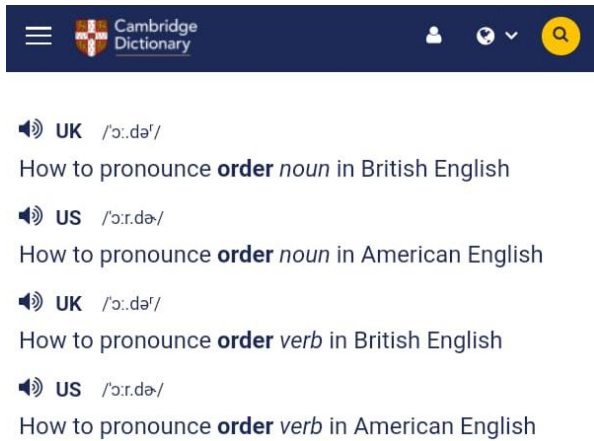 Cambridge
Dictionary
UK /ˈɔː.dəʳ/
How to pronounce order noun in British English
US /ˈɔːr.dɚ/
How to pronounce order noun in American English
UK /ˈɔː.dəʳ/
How to pronounce order verb in British English
US /ˈɔːr.dɚ/
How to pronounce order verb in American English